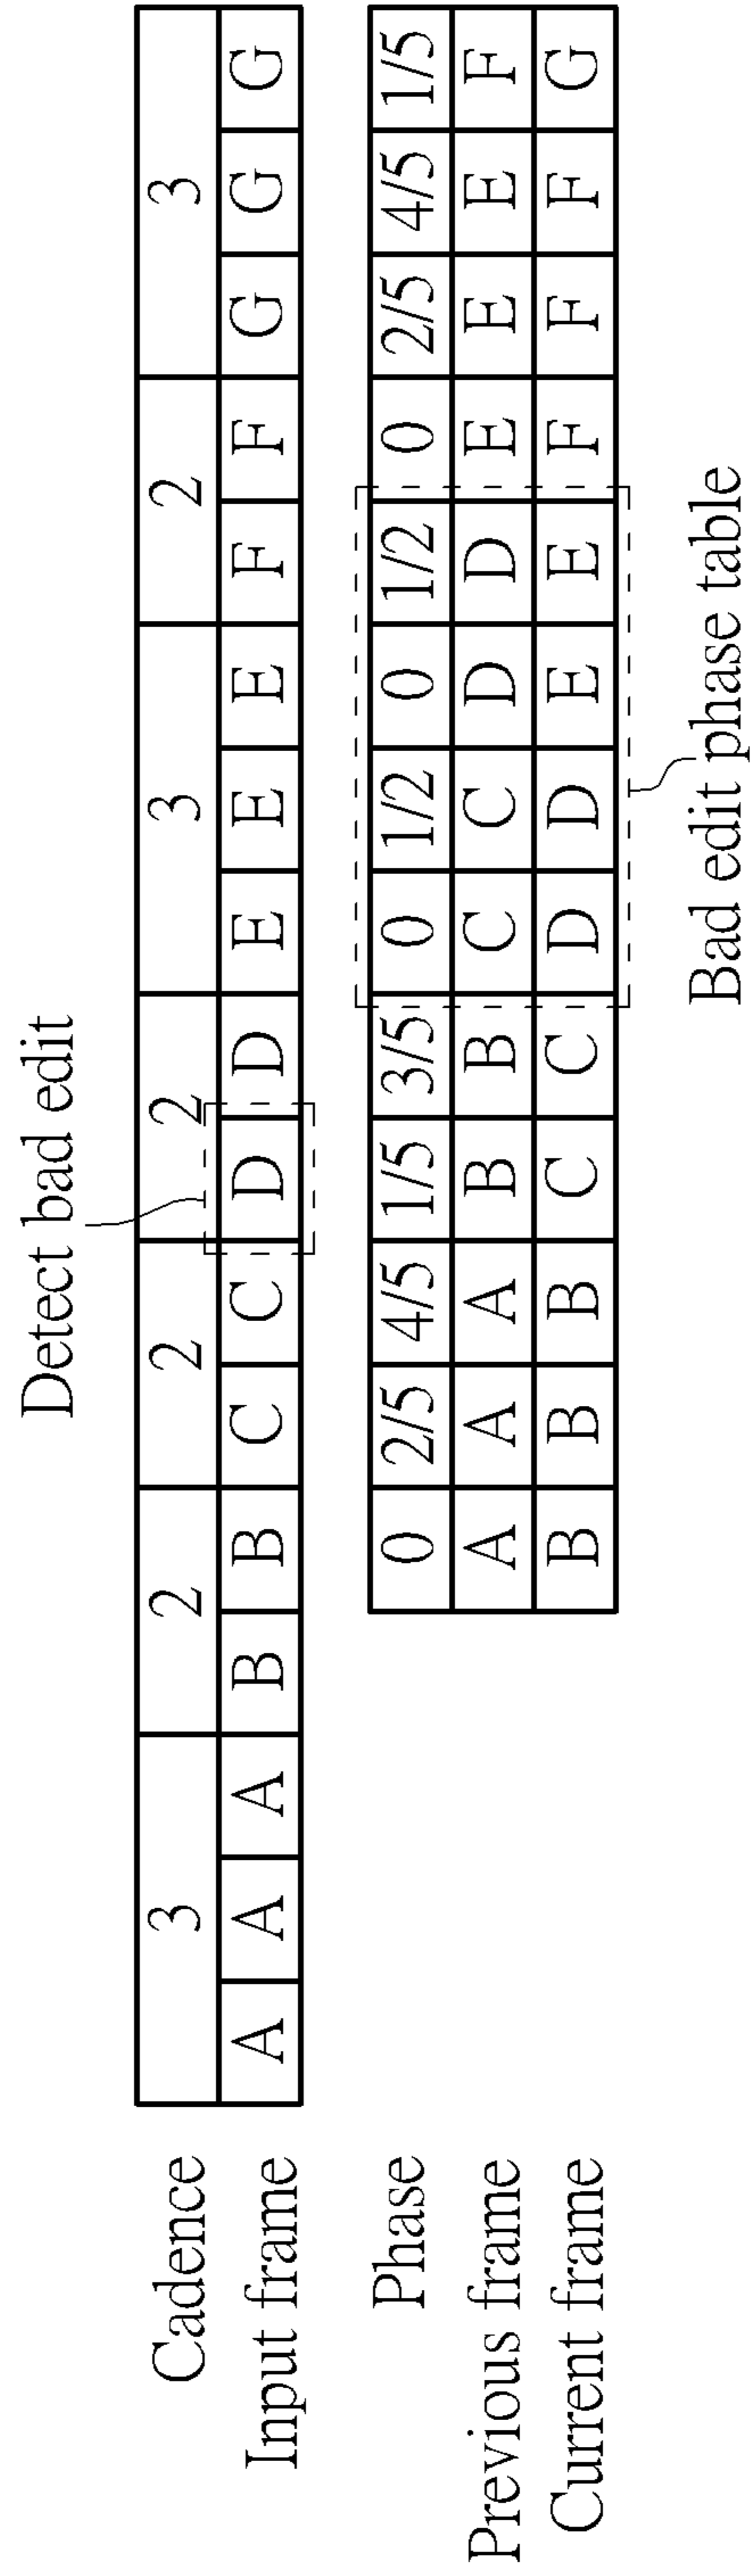 Detect bad edit
Cadence 3 2 2 2 3 2 3
Input frame A A A B B C C D D E E E F F G G G
Phase 0 2/5 4/5 1/5 3/5 0 1/2 0 1/2 0 2/5 4/5 1/5
Previous frame A A A B B C C D D E E E F
Current frame B B B C C D D E E F F F G
Bad edit phase table